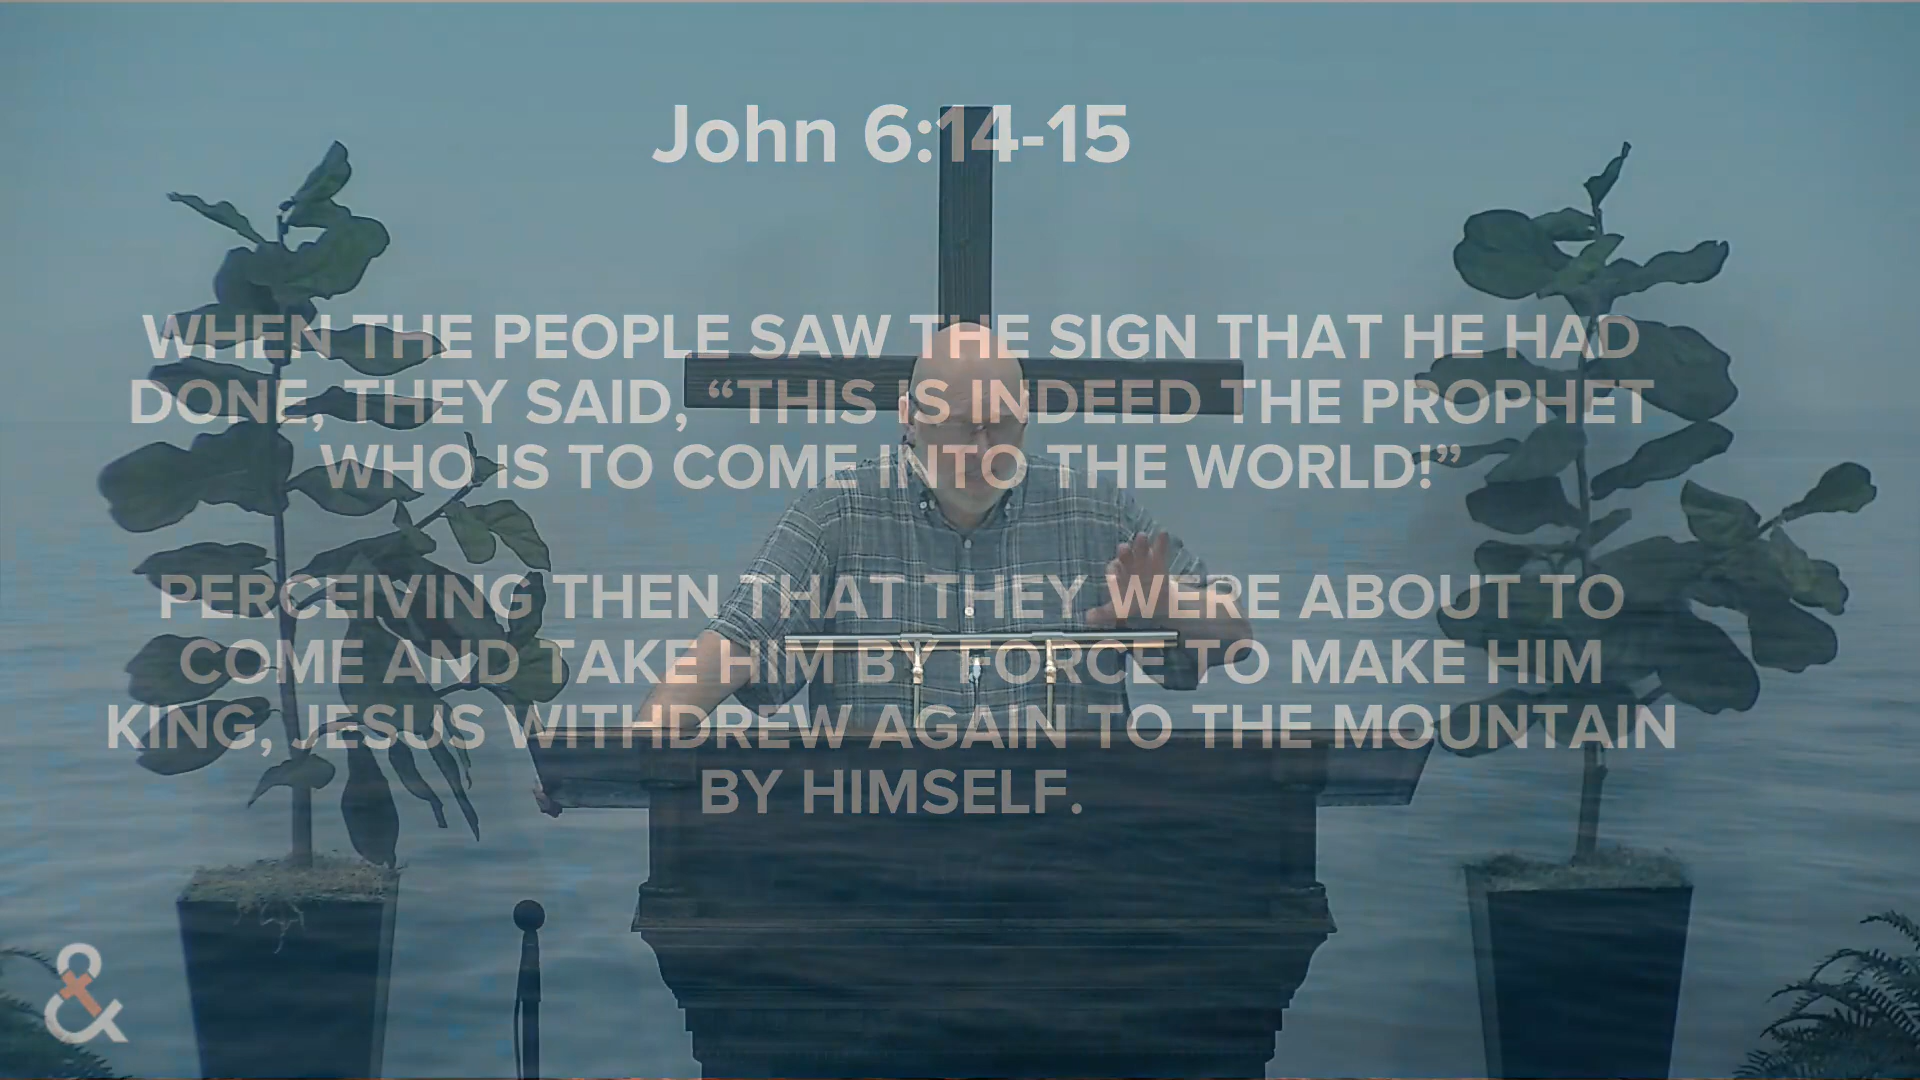 John 6:14-15
WHEN THE PEOPLE SAW THE SIGN THAT HE HAD
DONE, THEY SAID, “THIS IS INDEED THE PROPHET
WHO IS TO COME INTO THE WORLD!”
PERCEIVING THEN THAT THEY WERE ABOUT TO
COME AND TAKE HIM BY FORCE TO MAKE HIM
KING, JESUS WITHDREW AGAIN TO THE MOUNTAIN
BY HIMSELF.
&